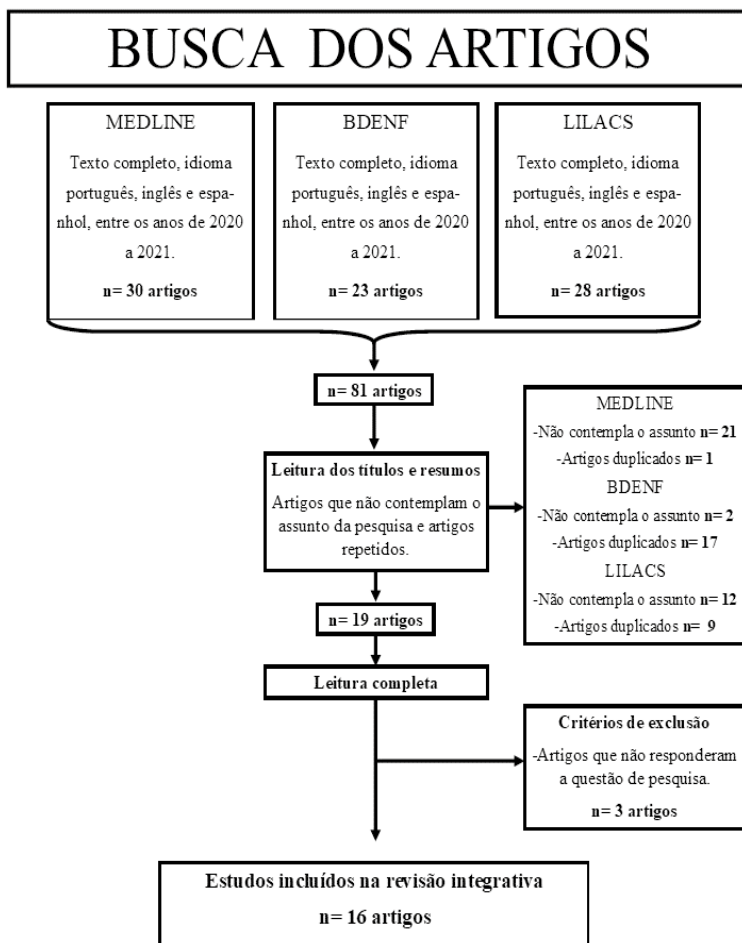 BUSCA DOS ARTIGOS
MEDLINE
Texto completo, idioma
português, inglês e espa-
nhol, entre os anos de 2020
a 2021.
n= 30 artigos
BDENF
Texto completo, idioma
português, inglês e espa-
nhol, entre os anos de 2020
a 2021.
n= 23 artigos
LILACS
Texto completo, idioma
português, inglês e espa-
nhol, entre os anos de 2020
a 2021.
n= 28 artigos
n= 81 artigos
Leitura dos títulos e resumos
Artigos que não contemplam o
assunto da pesquisa e artigos
repetidos.
MEDLINE
-Não contempla o assunto n= 21
-Artigos duplicados n= 1
BDENF
-Não contempla o assunto n= 2
-Artigos duplicados n= 17
LILACS
-Não contempla o assunto n= 12
-Artigos duplicados n= 9
n= 19 artigos
Leitura completa
Critérios de exclusão
-Artigos que não responderam
a questão de pesquisa.
n= 3 artigos
Estudos incluídos na revisão integrativa
n= 16 artigos